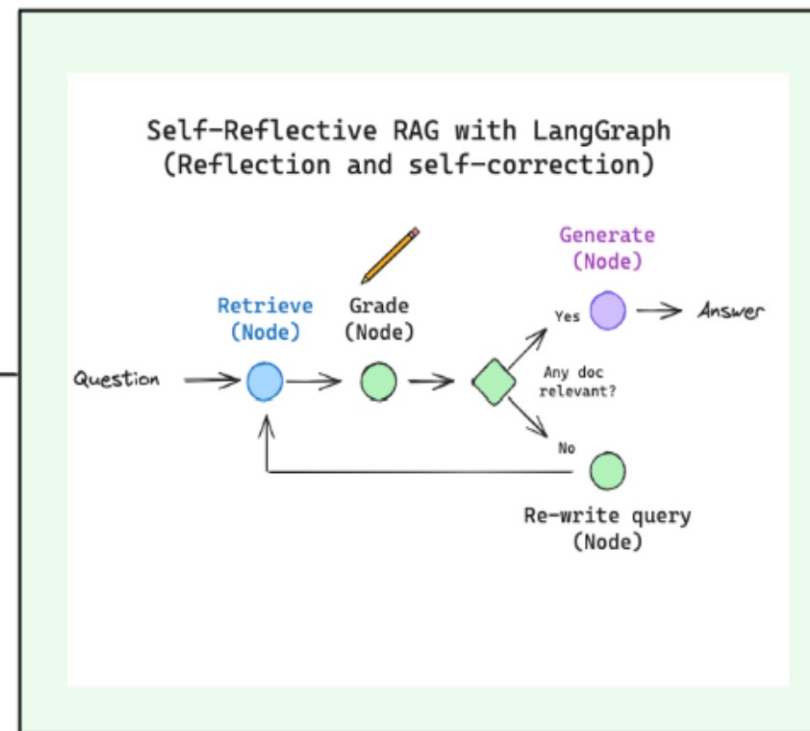 Self-Reflective RAG with LangGraph
(Reflection and self-correction)
Generate
(Node)
Retrieve
(Node)
Grade
(Node)
Yes
Answer
Question
Any doc
relevant?
No
Re-write query
(Node)